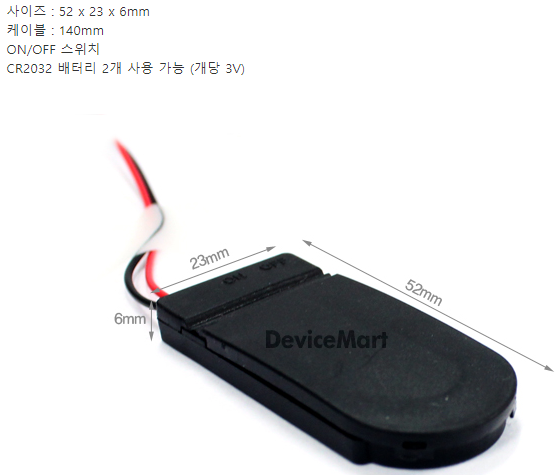 사이즈 : 52 x 23 x 6mm
케이블 : 140mm
ON/OFF 스위치
CR2032 배터리 2개 사용 가능 (개당 3V)
23mm
52mm
ON OFF
6mm
DeviceMart